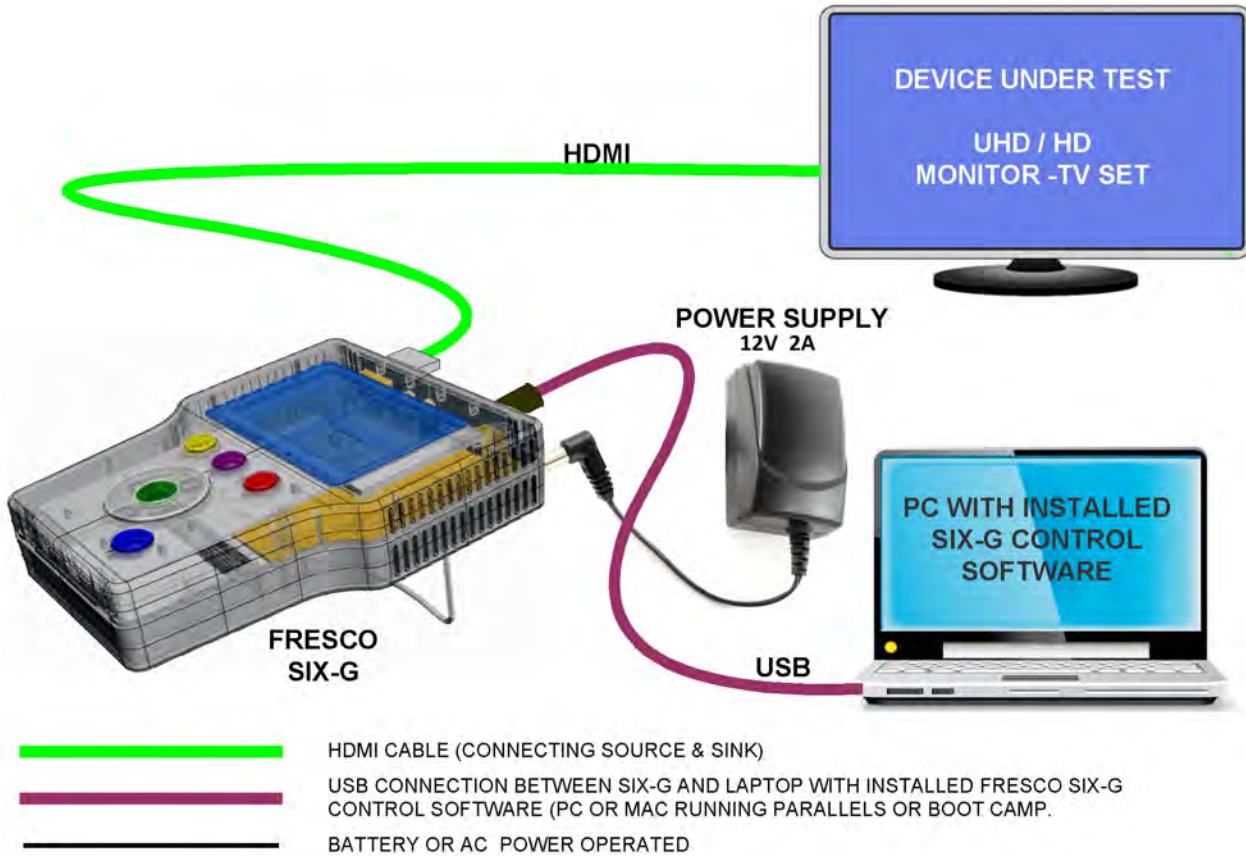 DEVICE UNDER TEST
UHD / HD
MONITOR -TV SET
HDMI
POWER SUPPLY
12V 2A
PC WITH INSTALLED
SIX-G CONTROL
SOFTWARE
FRESCO
SIX-G
USB
HDMI CABLE (CONNECTING SOURCE & SINK)
USB CONNECTION BETWEEN SIX-G AND LAPTOP WITH INSTALLED FRESCO SIX-G
CONTROL SOFTWARE (PC OR MAC RUNNING PARALLELS OR BOOT CAMP.
BATTERY OR AC POWER OPERATED